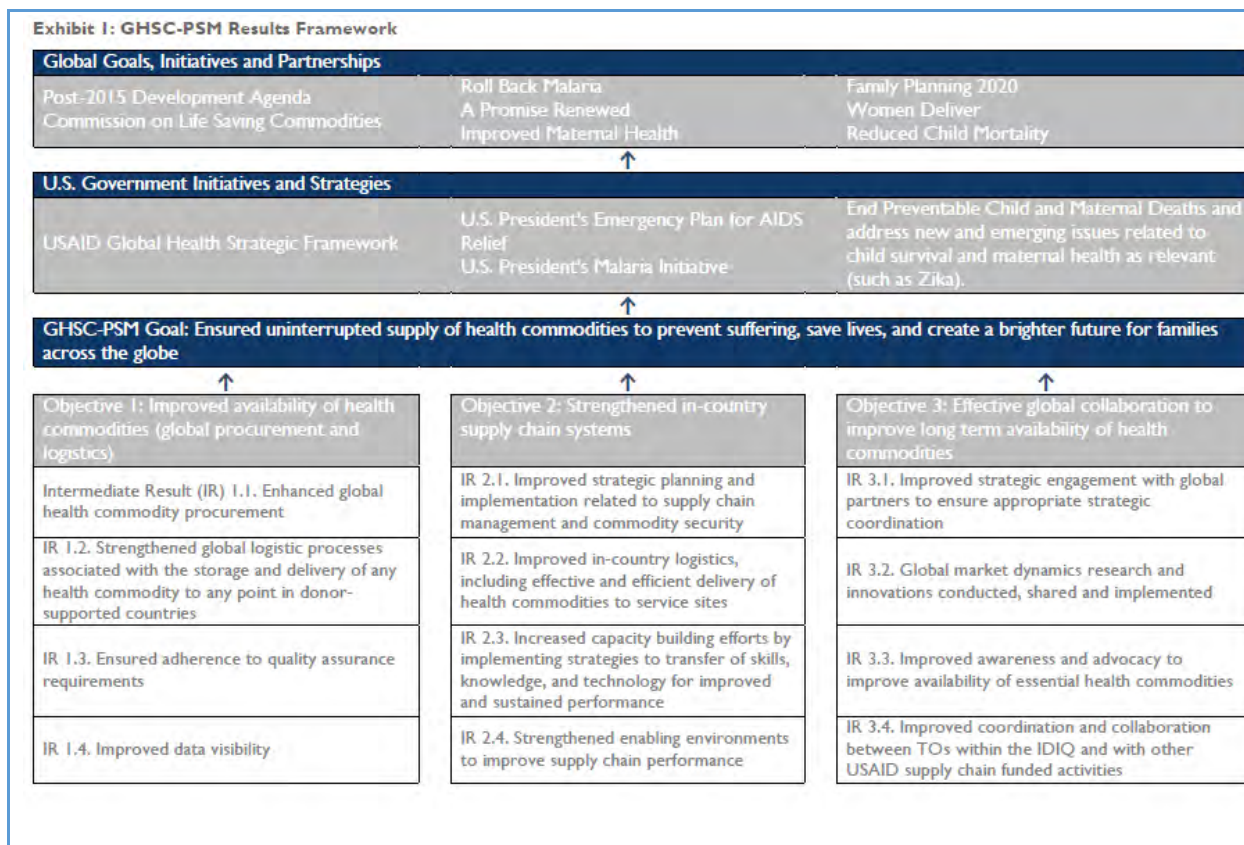 Exhibit 1: GHSC-PSM Results Framework
Global Goals, Initiatives and Partnerships
Post-2015 Development Agenda
Commission on Life Saving Commodities
Roll Back Malaria
A Promise Renewed
Improved Maternal Health
Family Planning 2020
Women Deliver
Reduced Child Mortality
U.S. Government Initiatives and Strategies
USAID Global Health Strategic Framework
U.S. President's Emergency Plan for AIDS
Relief
U.S. President's Malaria Initiative
End Preventable Child and Maternal Deaths and
address new and emerging issues related to
child survival and maternal health as relevant
(such as Zika).
GHSC-PSM Goal: Ensured uninterrupted supply of health commodities to prevent suffering, save lives, and create a brighter future for families
across the globe
Objective 1: Improved availability of health
commodities (global procurement and
logistics)
Intermediate Result (IR) 1.1. Enhanced global
health commodity procurement
IR 1.2. Strengthened global logistic processes
associated with the storage and delivery of any
health commodity to any point in donor-
supported countries
IR 1.3. Ensured adherence to quality assurance
requirements
IR 1.4. Improved data visibility
Objective 2: Strengthened in-country
supply chain systems
IR 2.1. Improved strategic planning and
implementation related to supply chain
management and commodity security
IR 2.2. Improved in-country logistics,
including effective and efficient delivery of
health commodities to service sites
IR 2.3. Increased capacity building efforts by
implementing strategies to transfer of skills,
knowledge, and technology for improved
and sustained performance
IR 2.4. Strengthened enabling environments
to improve supply chain performance
Objective 3: Effective global collaboration to
improve long term availability of health
commodities
IR 3.1. Improved strategic engagement with global
partners to ensure appropriate strategic
coordination
IR 3.2. Global market dynamics research and
innovations conducted, shared and implemented
IR 3.3. Improved awareness and advocacy to
improve availability of essential health commodities
IR 3.4. Improved coordination and collaboration
between TOs within the IDIQ and with other
USAID supply chain funded activities